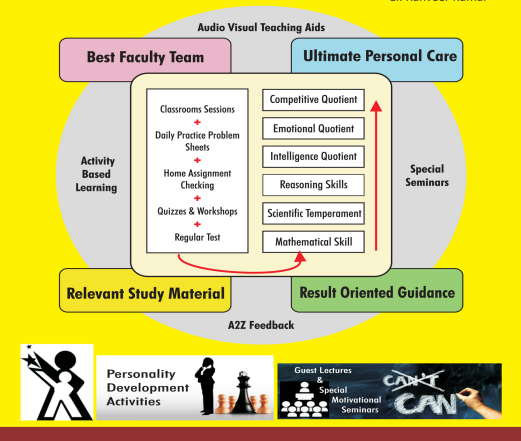 Audio Visual Teaching Aids
Best Faculty Team
Ultimate Personal Care
Classrooms Sessions
+
Daily Practice Problem
Sheets
+
Home Assignment
Checking
+
Quizzes & Workshops
+
Regular Test
Competitive Quotient
Emotional Quotient
Intelligence Quotient
Reasoning Skills
Scientific Temperament
Mathematical Skill
Activity
Based
Learning
Special
Seminars
Relevant Study Material
Result Oriented Guidance
A2Z Feedback
Personality
Development
Activities
Guest Lectures
&
Special
Motivational
Seminars
CAN'T
CAN